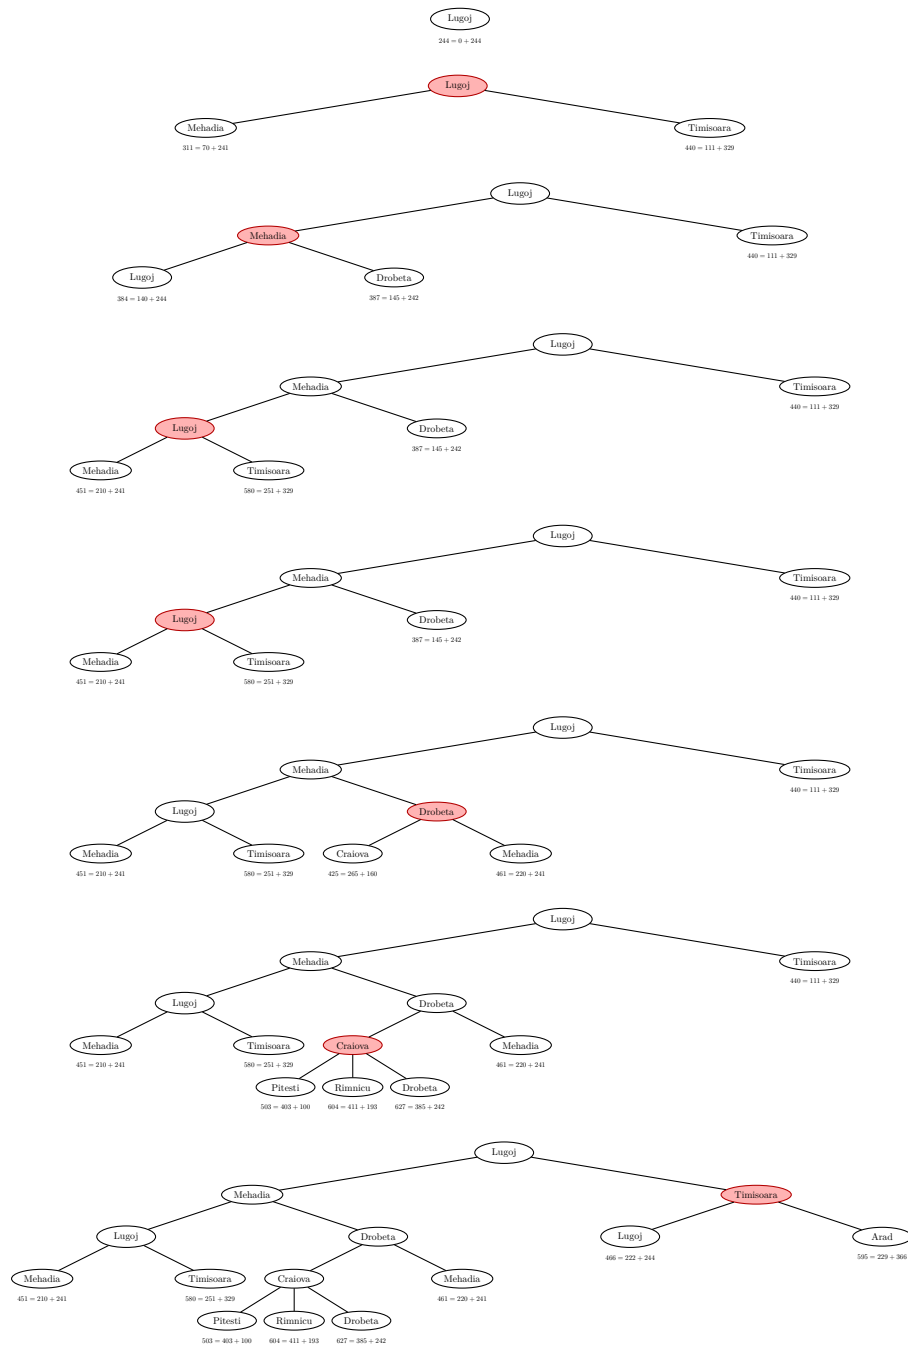 Lugoj
244 = 0 + 244
Lugoj
Mehadia Timisoara
311 = 70 + 241 440 = 111 + 329
Lugoj
Mehadia Timisoara
440 = 111 + 329
Lugoj Drobeta
384 = 140 + 244 387 = 145 + 242
Lugoj
Mehadia Timisoara
440 = 111 + 329
Lugoj Drobeta
387 = 145 + 242
Mehadia Timisoara
451 = 210 + 241 580 = 251 + 329
Lugoj
Mehadia Timisoara
440 = 111 + 329
Lugoj Drobeta
387 = 145 + 242
Mehadia Timisoara
451 = 210 + 241 580 = 251 + 329
Lugoj
Mehadia Timisoara
440 = 111 + 329
Lugoj Drobeta
Mehadia Timisoara Craiova Mehadia
451 = 210 + 241 580 = 251 + 329 425 = 265 + 160 461 = 220 + 241
Lugoj
Mehadia Timisoara
440 = 111 + 329
Lugoj Drobeta
Mehadia Timisoara Craiova Mehadia
451 = 210 + 241 580 = 251 + 329 461 = 220 + 241
Pitesti Rimnicu Drobeta
503 = 403 + 100 604 = 411 + 193 627 = 385 + 242
Lugoj
Mehadia Timisoara
Lugoj Drobeta Lugoj Arad
466 = 222 + 244 595 = 229 + 366
Mehadia Timisoara Craiova Mehadia
451 = 210 + 241 580 = 251 + 329 461 = 220 + 241
Pitesti Rimnicu Drobeta
503 = 403 + 100 604 = 411 + 193 627 = 385 + 242